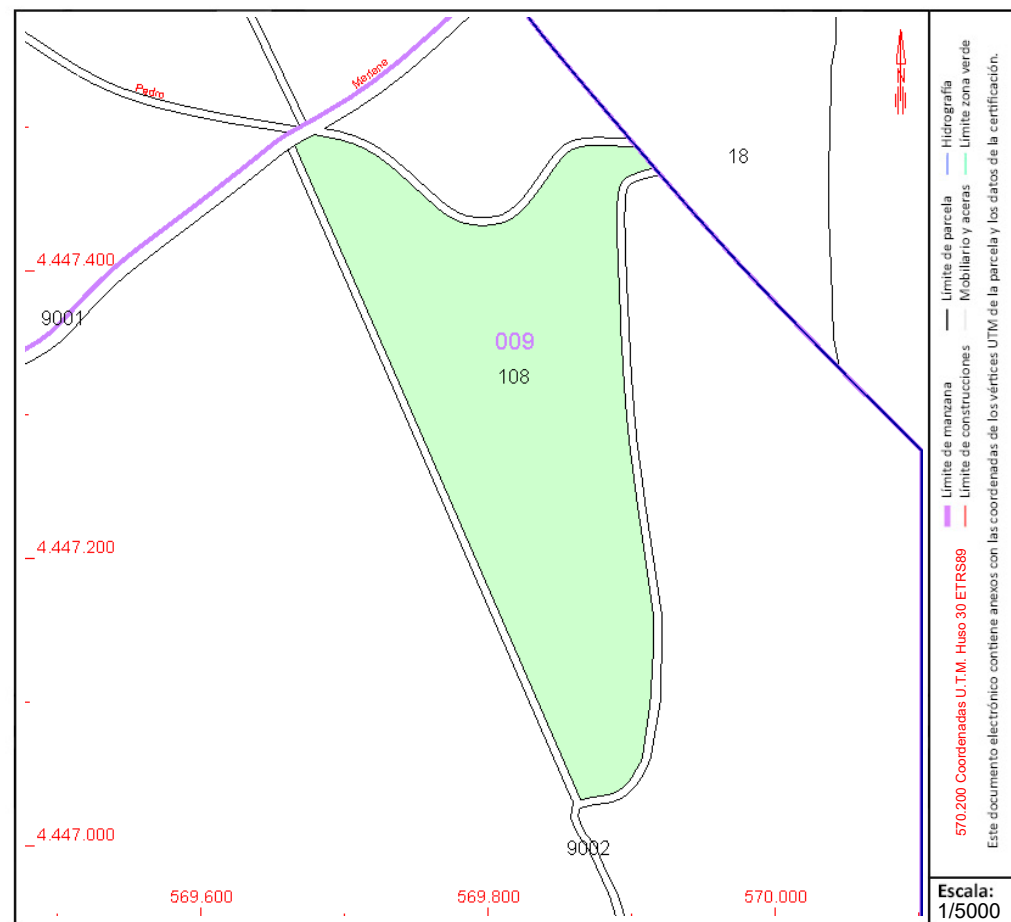 Pedro
Marlene
18
4.447.400
9001
009
108
4.447.200
4.447.000
9002
569.600
569.800
570.000
N
Límite de manzana
Límite de parcela
Hidrografía
570.200 Coordenadas U.T.M. Huso 30 ETRS89
Límite de construcciones
Mobiliario y aceras
Límite zona verde
Este documento electrónico contiene anexos con las coordenadas de los vértices UTM de la parcela y los datos de la certificación.
Escala:
1/5000